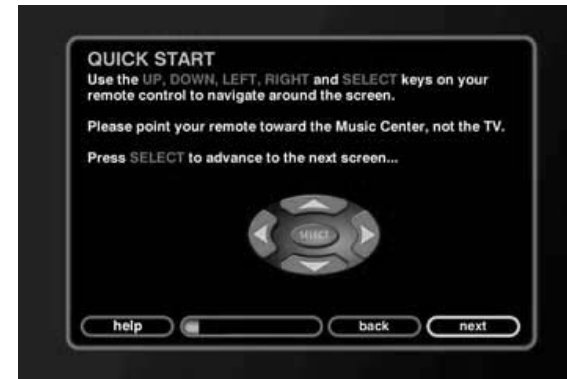 QUICK START
Use the UP, DOWN, LEFT, RIGHT and SELECT keys on your
remote control to navigate around the screen.
Please point your remote toward the Music Center, not the TV.
Press SELECT to advance to the next screen...
SELECT
help back next